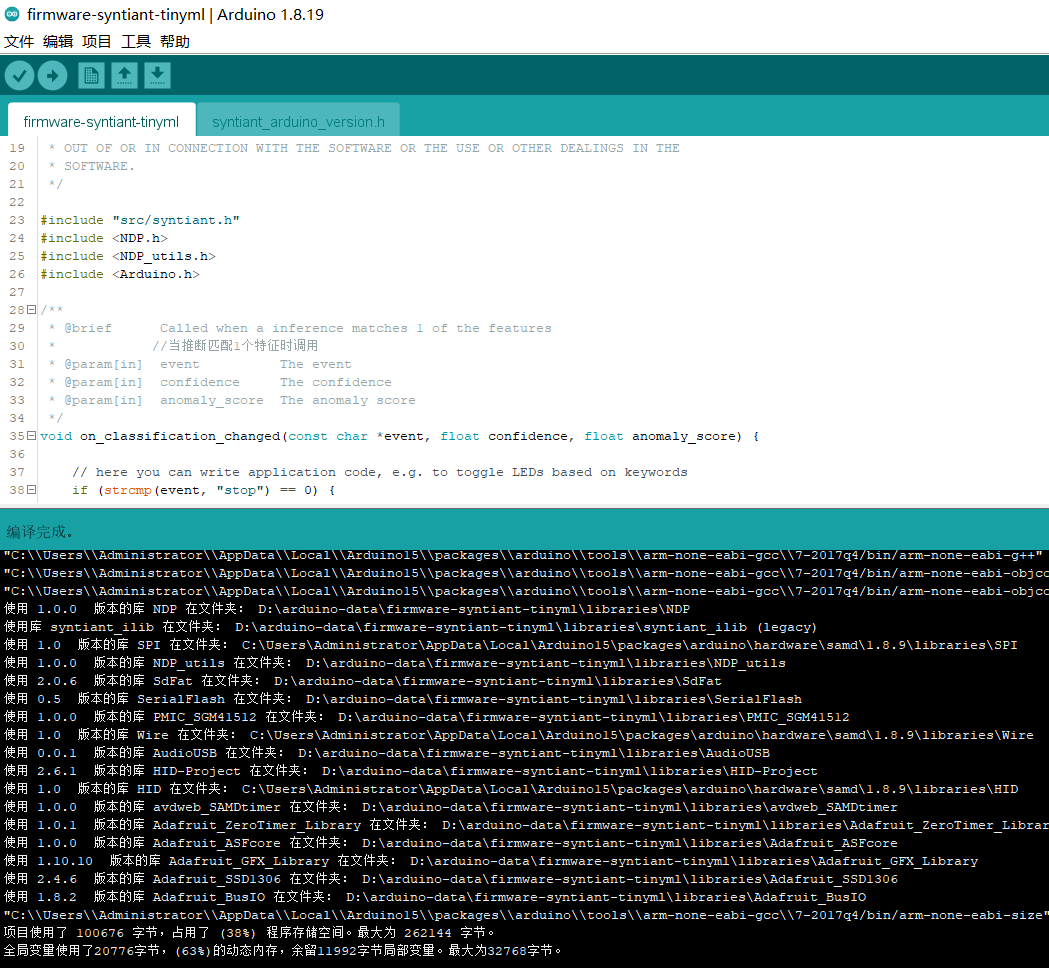 firmware-syntiant-tinyml | Arduino 1.8.19
文件 编辑 项目 工具 帮助
firmware-syntiant-tinyml syntiant_arduino_version.h
19 * OUT OF OR IN CONNECTION WITH THE SOFTWARE OR THE USE OR OTHER DEALINGS IN THE
20 * SOFTWARE.
21 */
22
23 #include "src/syntiant.h"
24 #include <NDP.h>
25 #include <NDP_utils.h>
26 #include <Arduino.h>
27
28 /**
29 * @brief Called when a inference matches 1 of the features
30 * //当推断匹配1个特征时调用
31 * @param[in] event The event
32 * @param[in] confidence The confidence
33 * @param[in] anomaly_score The anomaly score
34 */
35 void on_classification_changed(const char *event, float confidence, float anomaly_score) {
36
37 // here you can write application code, e.g. to toggle LEDs based on keywords
38 if (strcmp(event, "stop") == 0) {
编译完成。
"C:\\Users\\Administrator\\AppData\\Local\\Arduino15\\packages\\arduino\\tools\\arm-none-eabi-gcc\\7-2017q4/bin/arm-none-eabi-g++"
"C:\\Users\\Administrator\\AppData\\Local\\Arduino15\\packages\\arduino\\tools\\arm-none-eabi-gcc\\7-2017q4/bin/arm-none-eabi-objco
"C:\\Users\\Administrator\\AppData\\Local\\Arduino15\\packages\\arduino\\tools\\arm-none-eabi-gcc\\7-2017q4/bin/arm-none-eabi-objco
使用 1.0.0 版本的库 NDP 在文件夹: D:\arduino-data\firmware-syntiant-tinyml\libraries\NDP
使用库 syntiant_ilib 在文件夹: D:\arduino-data\firmware-syntiant-tinyml\libraries\syntiant_ilib (legacy)
使用 1.0 版本的库 SPI 在文件夹: C:\Users\Administrator\AppData\Local\Arduino15\packages\arduino\hardware\samd\1.8.9\libraries\SPI
使用 1.0.0 版本的库 NDP_utils 在文件夹: D:\arduino-data\firmware-syntiant-tinyml\libraries\NDP_utils
使用 2.0.6 版本的库 SdFat 在文件夹: D:\arduino-data\firmware-syntiant-tinyml\libraries\SdFat
使用 0.5 版本的库 SerialFlash 在文件夹: D:\arduino-data\firmware-syntiant-tinyml\libraries\SerialFlash
使用 1.0.0 版本的库 PMIC_SGM41512 在文件夹: D:\arduino-data\firmware-syntiant-tinyml\libraries\PMIC_SGM41512
使用 1.0 版本的库 Wire 在文件夹: C:\Users\Administrator\AppData\Local\Arduino15\packages\arduino\hardware\samd\1.8.9\libraries\Wire
使用 0.0.1 版本的库 AudioUSB 在文件夹: D:\arduino-data\firmware-syntiant-tinyml\libraries\AudioUSB
使用 2.6.1 版本的库 HID-Project 在文件夹: D:\arduino-data\firmware-syntiant-tinyml\libraries\HID-Project
使用 1.0 版本的库 HID 在文件夹: C:\Users\Administrator\AppData\Local\Arduino15\packages\arduino\hardware\samd\1.8.9\libraries\HID
使用 1.0.0 版本的库 avdweb_SAMDtimer 在文件夹: D:\arduino-data\firmware-syntiant-tinyml\libraries\avdweb_SAMDtimer
使用 1.0.1 版本的库 Adafruit_ZeroTimer_Library 在文件夹: D:\arduino-data\firmware-syntiant-tinyml\libraries\Adafruit_ZeroTimer_Librar
使用 1.0.0 版本的库 Adafruit_ASFcore 在文件夹: D:\arduino-data\firmware-syntiant-tinyml\libraries\Adafruit_ASFcore
使用 1.10.10 版本的库 Adafruit_GFX_Library 在文件夹: D:\arduino-data\firmware-syntiant-tinyml\libraries\Adafruit_GFX_Library
使用 2.4.6 版本的库 Adafruit_SSD1306 在文件夹: D:\arduino-data\firmware-syntiant-tinyml\libraries\Adafruit_SSD1306
使用 1.8.2 版本的库 Adafruit_BusIO 在文件夹: D:\arduino-data\firmware-syntiant-tinyml\libraries\Adafruit_BusIO
"C:\\Users\\Administrator\\AppData\\Local\\Arduino15\\packages\\arduino\\tools\\arm-none-eabi-gcc\\7-2017q4/bin/arm-none-eabi-size"
项目使用了 100676 字节,占用了 (38%) 程序存储空间。最大为 262144 字节。
全局变量使用了20776字节,(63%)的动态内存,余留11992字节局部变量。最大为32768字节。